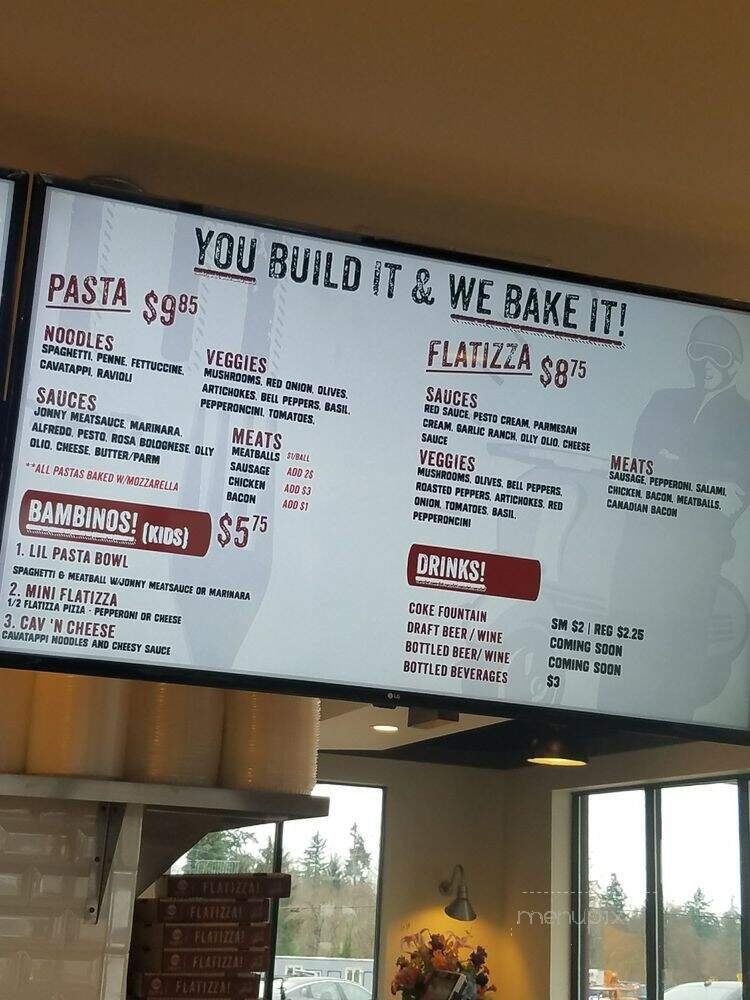 YOU BUILD IT & WE BAKE IT!
PASTA $9.85
NOODLES
SPAGHETTI, PENNE, FETTUCCINE,
CAVATAPPI, RAVIOLI
SAUCES
JONNY MEATSAUCE, MARINARA,
ALFREDO, PESTO, ROSA BOLOGNESE, OLLY
OLIO, CHEESE, BUTTER/PARM
**ALL PASTAS BAKED W/MOZZARELLA
VEGGIES
MUSHROOMS, RED ONION, OLIVES,
ARTICHOKES, BELL PEPPERS, BASIL,
PEPPERONCINI, TOMATOES,
MEATS
MEATBALLS $1/BALL
SAUSAGE ADD 2$
CHICKEN ADD $3
BACON ADD $1
BAMBINOS! (KIDS) $5.75
1. LIL PASTA BOWL
SPAGHETTI & MEATBALL W/JONNY MEATSAUCE OR MARINARA
2. MINI FLATIZZA
1/2 FLATIZZA PIZZA - PEPPERONI OR CHEESE
3. CAV 'N CHEESE
CAVATAPPI NOODLES AND CHEESY SAUCE
FLATIZZA $8.75
SAUCES
RED SAUCE, PESTO CREAM, PARMESAN
CREAM, GARLIC RANCH, OLLY OLIO, CHEESE
SAUCE
VEGGIES
MUSHROOMS, OLIVES, BELL PEPPERS,
ROASTED PEPPERS, ARTICHOKES, RED
ONION, TOMATOES, BASIL,
PEPPERONCINI
MEATS
SAUSAGE, PEPPERONI, SALAMI,
CHICKEN, BACON, MEATBALLS,
CANADIAN BACON
DRINKS!
COKE FOUNTAIN SM $2 | REG $2.25
DRAFT BEER / WINE COMING SOON
BOTTLED BEER/ WINE COMING SOON
BOTTLED BEVERAGES $3
LG
FLATIZZA!
FLATIZZA!
FLATIZZA!
FLATIZZA!
FLATIZZA!
menupix